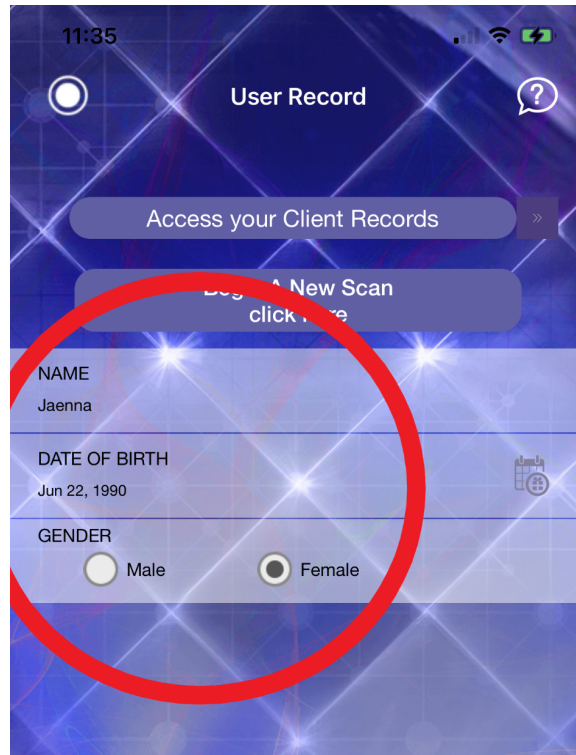 11:35
User Record
?
Access your Client Records »
A New Scan
click
NAME
Jaenna
DATE OF BIRTH
Jun 22, 1990
GENDER
Male Female